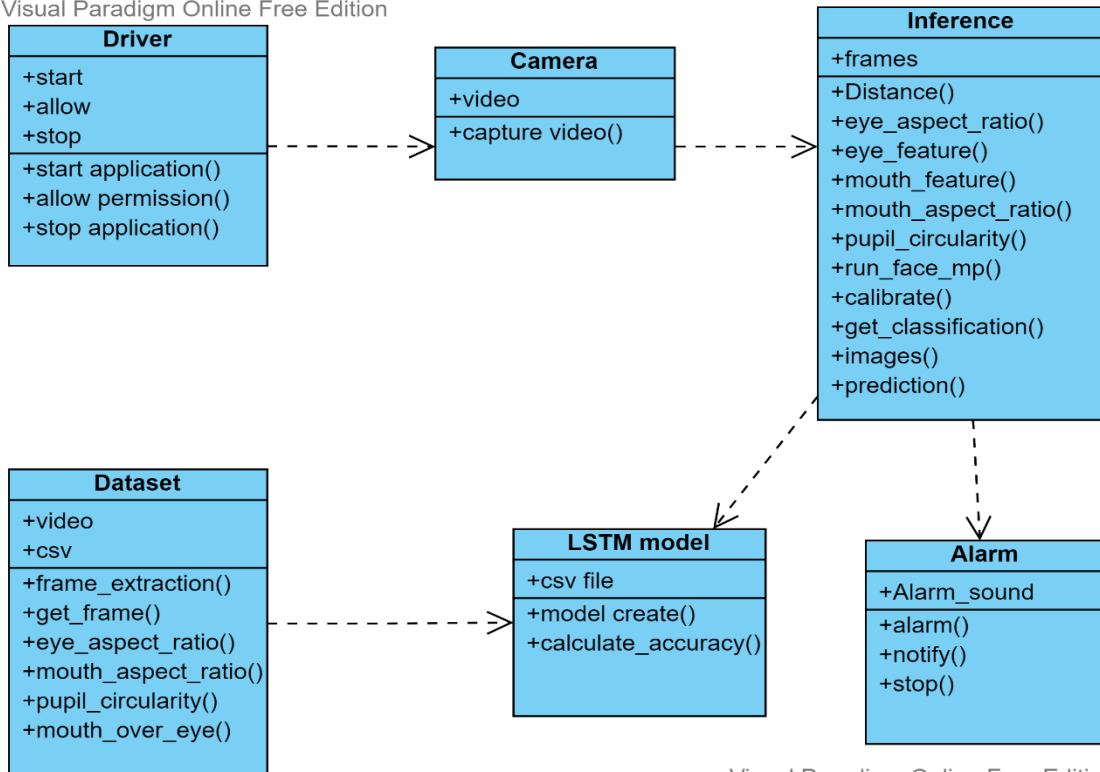 Visual Paradigm Online Free Edition
Driver
+start
+allow
+stop
+start application()
+allow permission()
+stop application()
Camera
+video
+capture video()
Inference
+frames
+Distance()
+eye_aspect_ratio()
+eye_feature()
+mouth_feature()
+mouth_aspect_ratio()
+pupil_circularity()
+run_face_mp()
+calibrate()
+get_classification()
+images()
+prediction()
Dataset
+video
+csv
+frame_extraction()
+get_frame()
+eye_aspect_ratio()
+mouth_aspect_ratio()
+pupil_circularity()
+mouth_over_eye()
LSTM model
+csv file
+model create()
+calculate_accuracy()
Alarm
+Alarm_sound
+alarm()
+notify()
+stop()